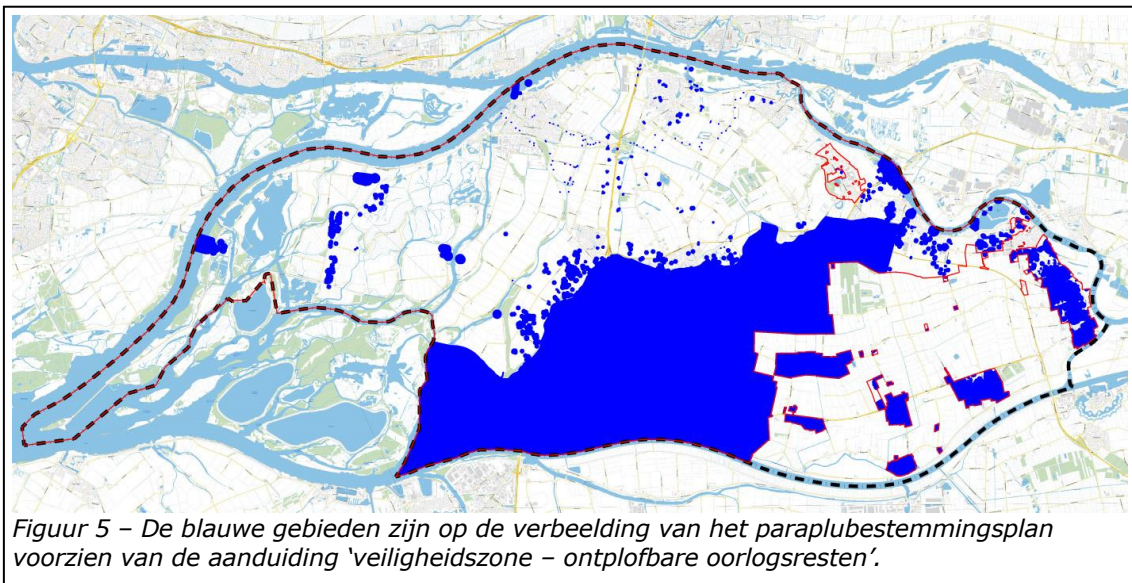 Figuur 5 – De blauwe gebieden zijn op de verbeelding van het paraplubestemmingsplan
voorzien van de aanduiding ‘veiligheidszone – ontplofbare oorlogsresten’.